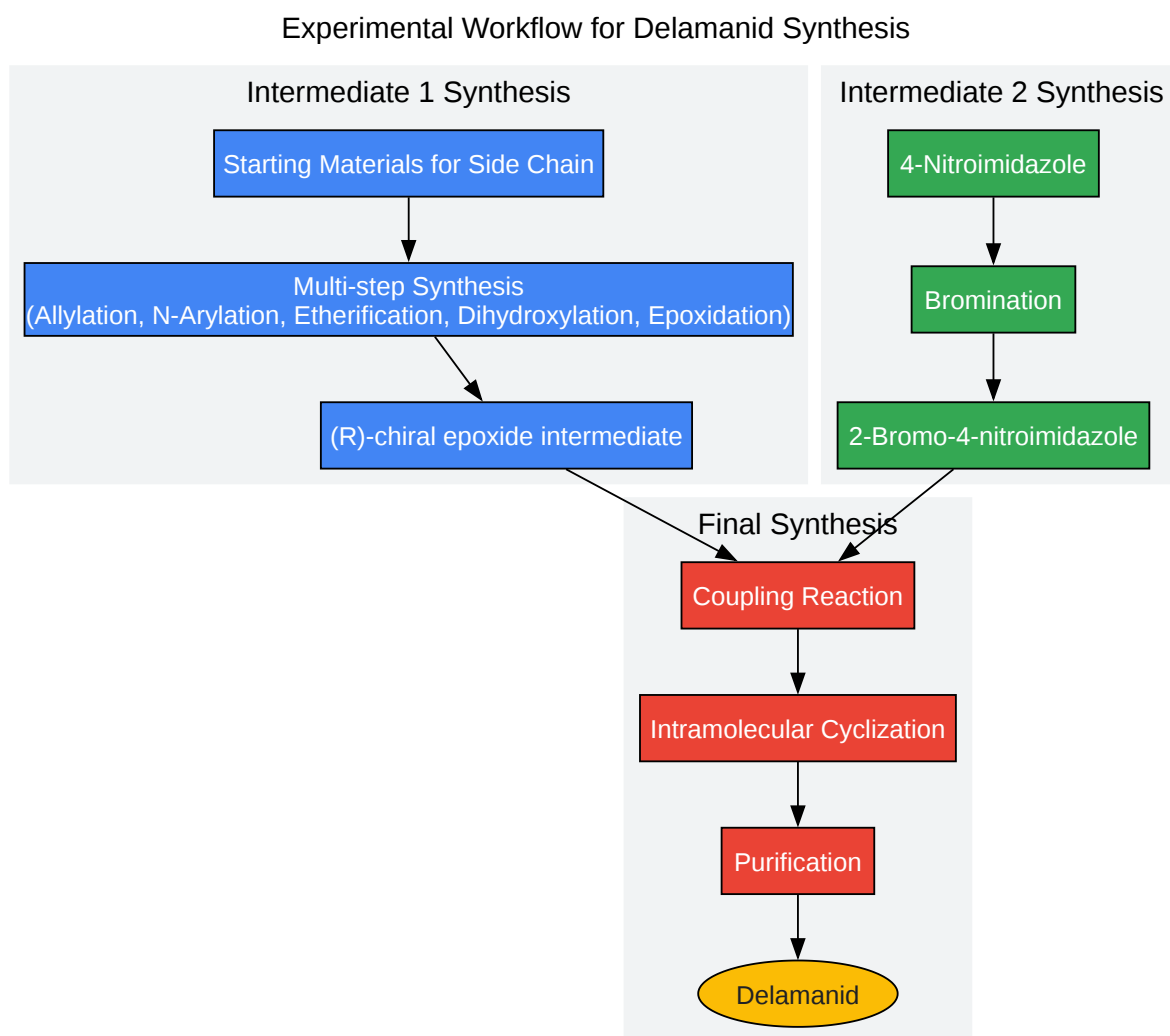 Experimental Workflow for Delamanid Synthesis
Intermediate 1 Synthesis
Starting Materials for Side Chain
Multi-step Synthesis
(Allylation, N-Arylation, Etherification, Dihydroxylation, Epoxidation)
(R)-chiral epoxide intermediate
Intermediate 2 Synthesis
4-Nitroimidazole
Bromination
2-Bromo-4-nitroimidazole
Final Synthesis
Coupling Reaction
Intramolecular Cyclization
Purification
Delamanid